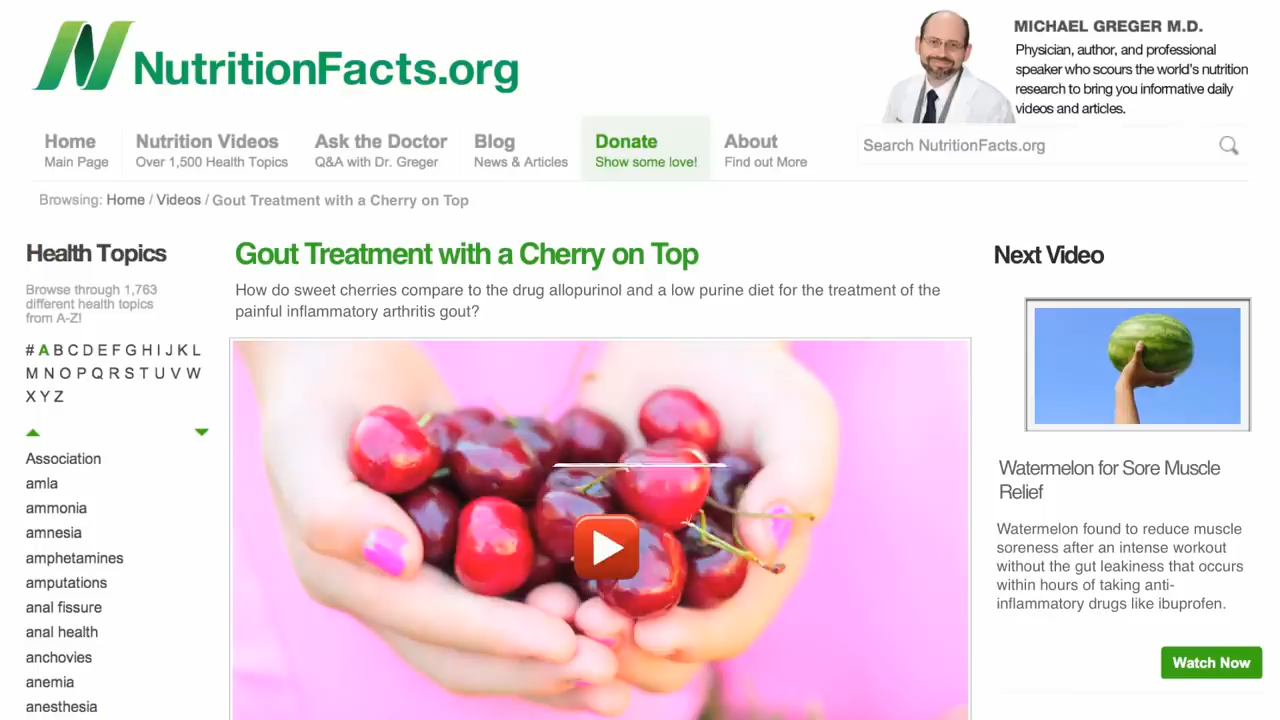 NutritionFacts.org
MICHAEL GREGER M.D.
Physician, author, and professional
speaker who scours the world's nutrition
research to bring you informative daily
videos and articles.
Home
Main Page
Nutrition Videos
Over 1,500 Health Topics
Ask the Doctor
Q&A with Dr. Greger
Blog
News & Articles
Donate
Show some love!
About
Find out More
Search NutritionFacts.org
Browsing: Home / Videos / Gout Treatment with a Cherry on Top
Health Topics
Browse through 1,763
different health topics
from A-Z!
# A B C D E F G H I J K L
M N O P Q R S T U V W
X Y Z
Association
amla
ammonia
amnesia
amphetamines
amputations
anal fissure
anal health
anchovies
anemia
anesthesia
Gout Treatment with a Cherry on Top
How do sweet cherries compare to the drug allopurinol and a low purine diet for the treatment of the
painful inflammatory arthritis gout?
Next Video
Watermelon for Sore Muscle
Relief
Watermelon found to reduce muscle
soreness after an intense workout
without the gut leakiness that occurs
within hours of taking anti-
inflammatory drugs like ibuprofen.
Watch Now